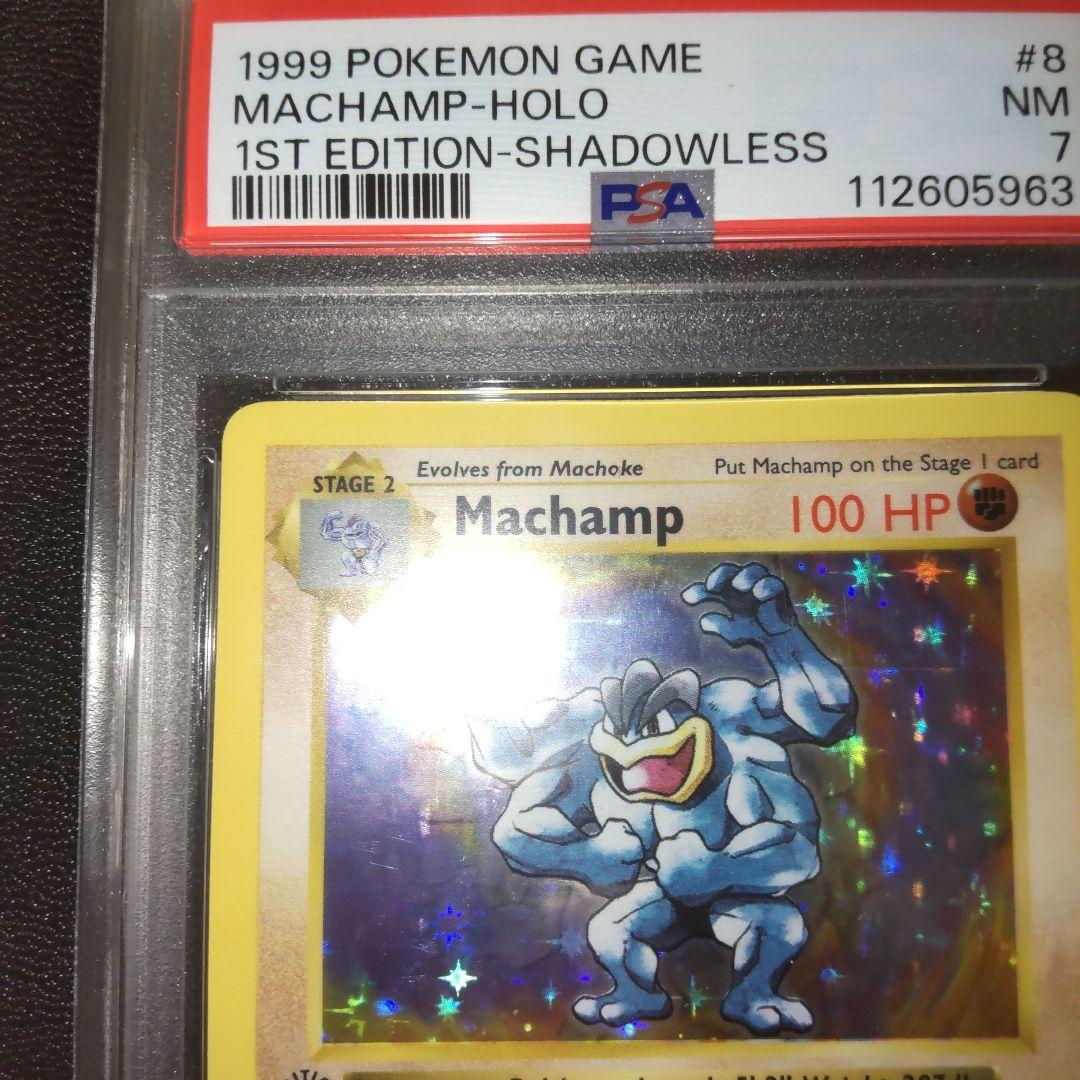 1999 POKEMON GAME #8
MACHAMP-HOLO NM
1ST EDITION-SHADOWLESS 7
PSA 112605963
Evolves from Machoke Put Machamp on the Stage 1 card
STAGE 2
Machamp 100 HP